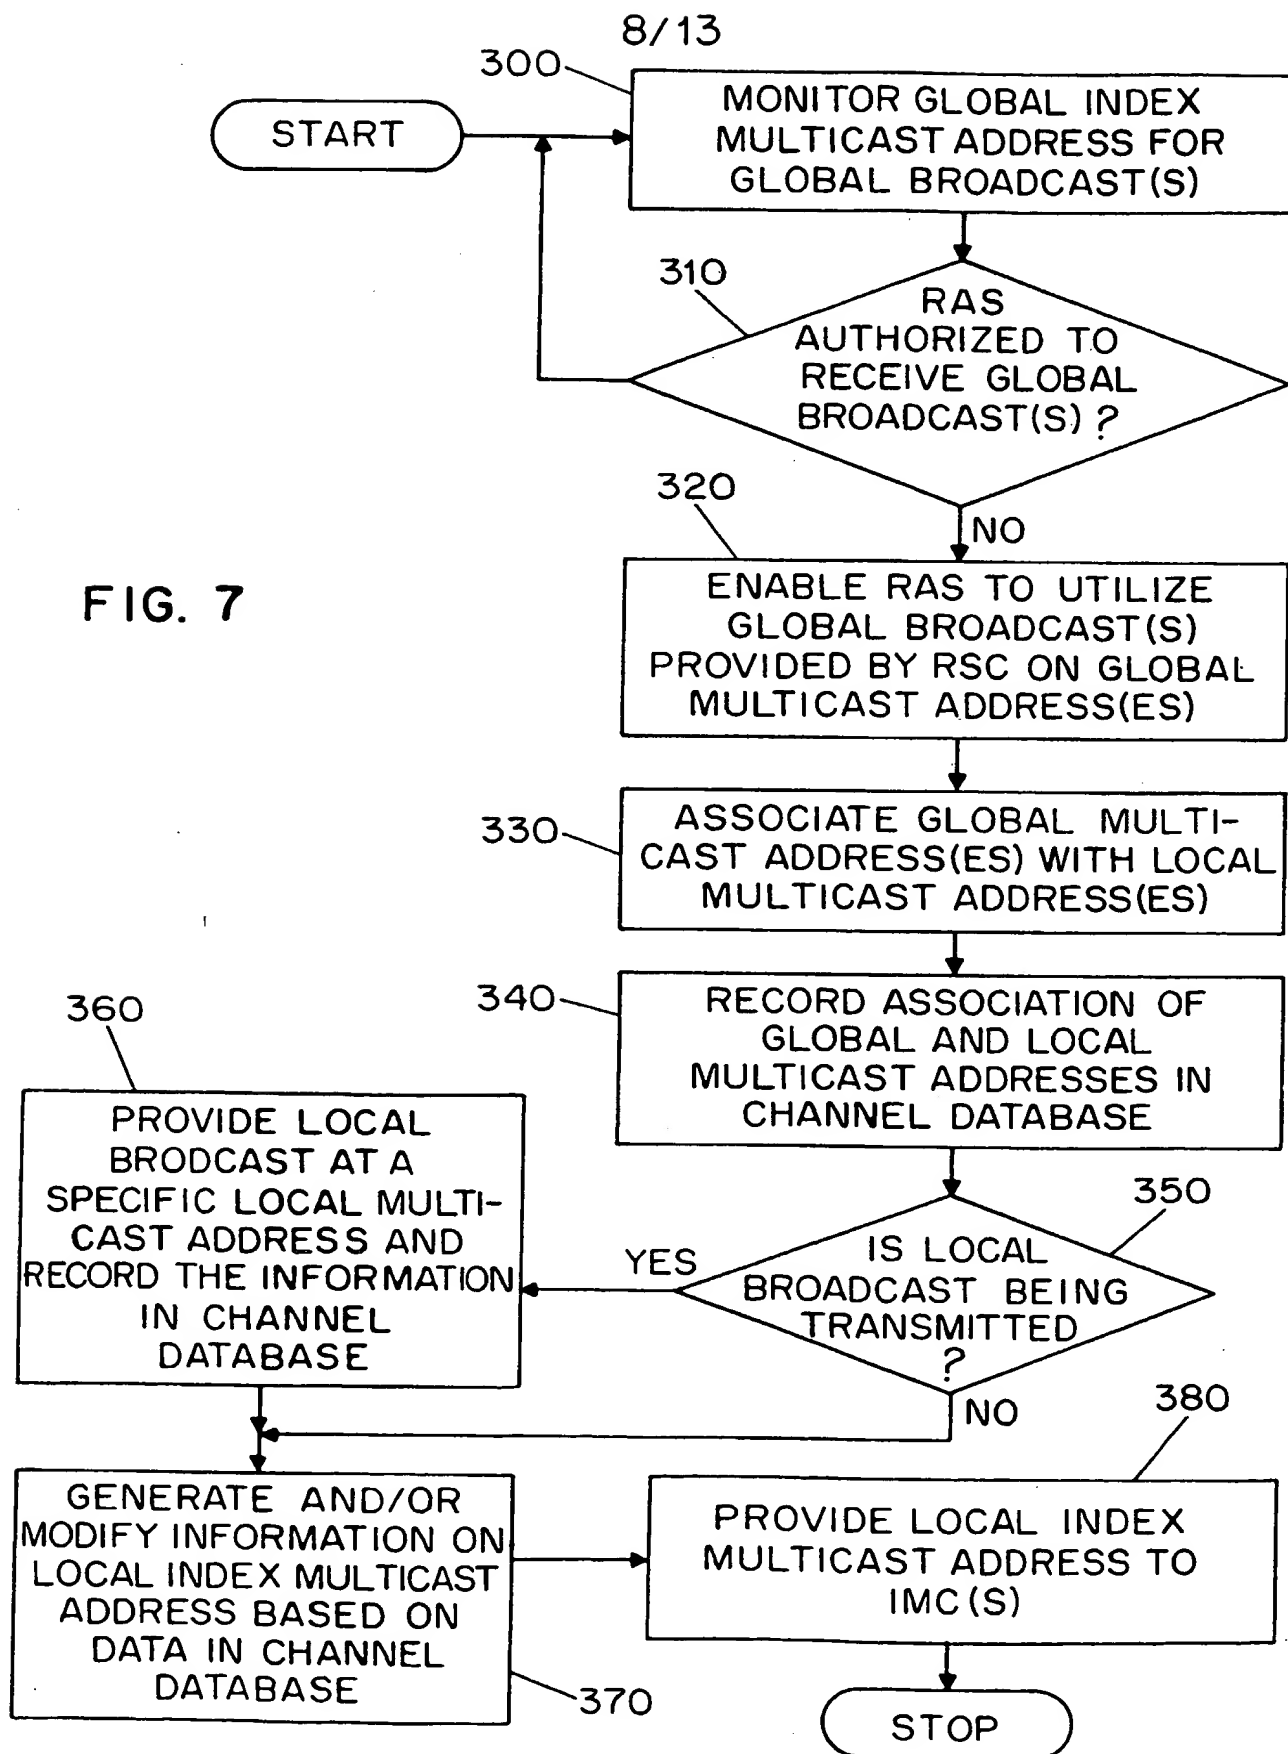 8/13
300
START
MONITOR GLOBAL INDEX
MULTICAST ADDRESS FOR
GLOBAL BROADCAST(S)
310
RAS
AUTHORIZED TO
RECEIVE GLOBAL
BROADCAST(S)?
NO
320
FIG. 7
ENABLE RAS TO UTILIZE
GLOBAL BROADCAST(S)
PROVIDED BY RSC ON GLOBAL
MULTICAST ADDRESS(ES)
330
ASSOCIATE GLOBAL MULTI-
CAST ADDRESS(ES) WITH LOCAL
MULTICAST ADDRESS(ES)
340
RECORD ASSOCIATION OF
GLOBAL AND LOCAL
MULTICAST ADDRESSES IN
CHANNEL DATABASE
350
IS LOCAL
BROADCAST BEING
TRANSMITTED
?
YES
NO
360
PROVIDE LOCAL
BRODCAST AT A
SPECIFIC LOCAL MULTI-
CAST ADDRESS AND
RECORD THE INFORMATION
IN CHANNEL
DATABASE
GENERATE AND/OR
MODIFY INFORMATION ON
LOCAL INDEX MULTICAST
ADDRESS BASED ON
DATA IN CHANNEL
DATABASE
370
380
PROVIDE LOCAL INDEX
MULTICAST ADDRESS TO
IMC(S)
STOP